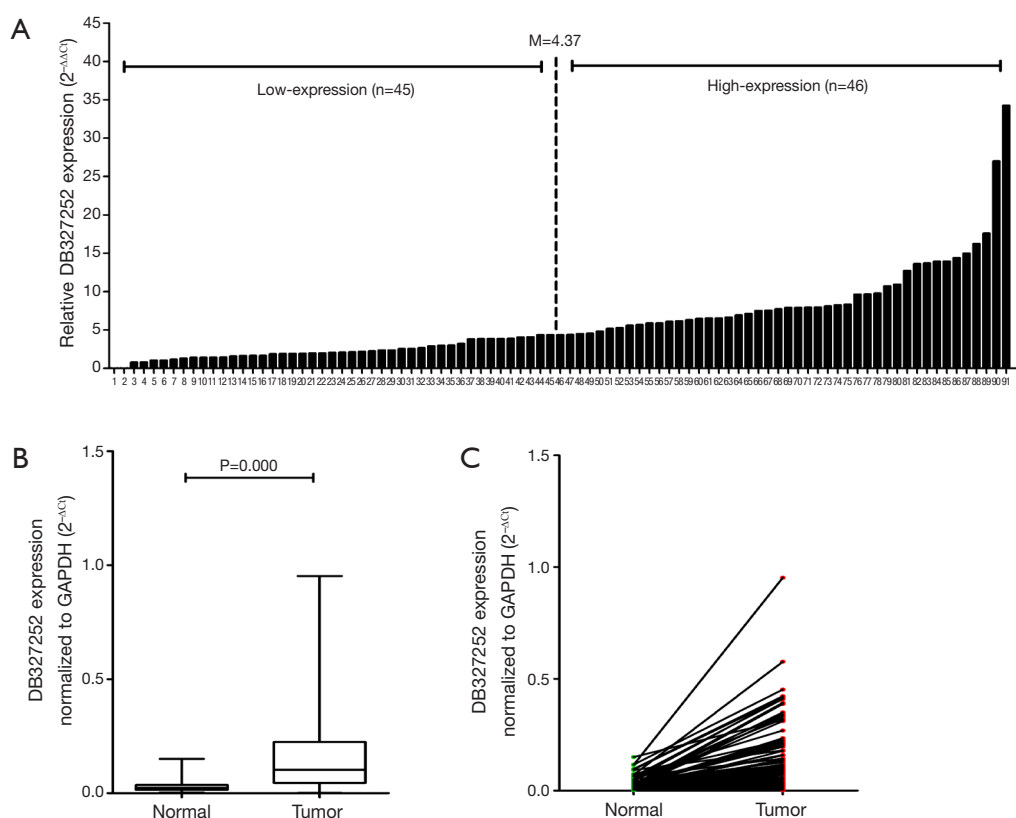 A
Relative DB327252 expression (2−ΔΔCt)
45
40
35
30
25
20
15
10
5
0
M=4.37
Low-expression (n=45)
High-expression (n=46)
1 2 3 4 5 6 7 8 9 10 11 12 13 14 15 16 17 18 19 20 21 22 23 24 25 26 27 28 29 30 31 32 33 34 35 36 37 38 39 40 41 42 43 44 45 46 47 48 49 50 51 52 53 54 55 56 57 58 59 60 61 62 63 64 65 66 67 68 69 70 71 72 73 74 75 76 77 78 79 80 81 82 83 84 85 86 87 88 89 90 91
B
DB327252 expression
normalized to GAPDH (2−ΔCt)
1.5
1.0
0.5
0.0
P=0.000
Normal Tumor
C
DB327252 expression
normalized to GAPDH (2−ΔCt)
1.5
1.0
0.5
0.0
Normal Tumor